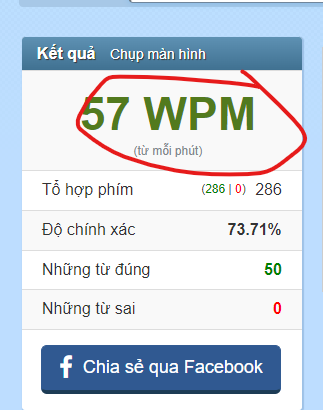 Kết quả Chụp màn hình
57 WPM
(từ mỗi phút)
Tổ hợp phím (286 | 0) 286
Độ chính xác 73.71%
Những từ đúng 50
Những từ sai 0
f Chia sẻ qua Facebook